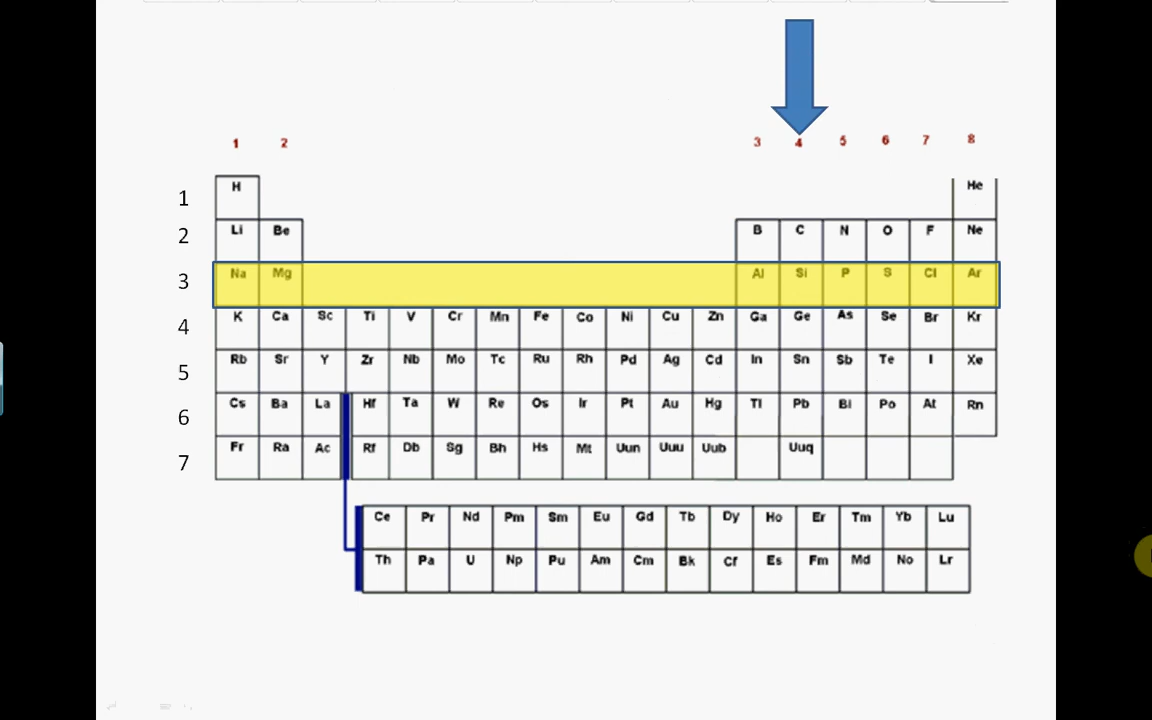 1 2 3 4 5 6 7 8
1 H He
2 Li Be B C N O F Ne
3 Na Mg Al Si P S Cl Ar
4 K Ca Sc Ti V Cr Mn Fe Co Ni Cu Zn Ga Ge As Se Br Kr
5 Rb Sr Y Zr Nb Mo Tc Ru Rh Pd Ag Cd In Sn Sb Te I Xe
6 Cs Ba La Hf Ta W Re Os Ir Pt Au Hg Tl Pb Bi Po At Rn
7 Fr Ra Ac Rf Db Sg Bh Hs Mt Uun Uuu Uub Uuq
Ce Pr Nd Pm Sm Eu Gd Tb Dy Ho Er Tm Yb Lu
Th Pa U Np Pu Am Cm Bk Cf Es Fm Md No Lr